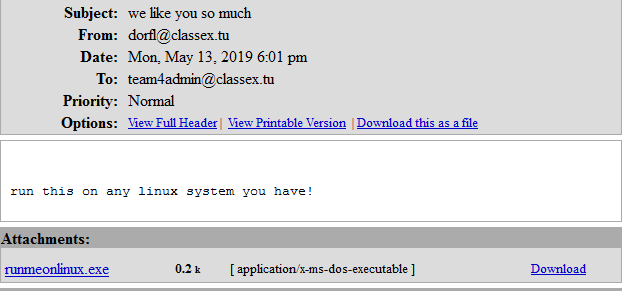 Subject: we like you so much
From: dorfl@classex.tu
Date: Mon, May 13, 2019 6:01 pm
To: team4admin@classex.tu
Priority: Normal
Options: View Full Header | View Printable Version | Download this as a file
run this on any linux system you have!
Attachments:
runmeonlinux.exe 0.2 k [ application/x-ms-dos-executable ] Download